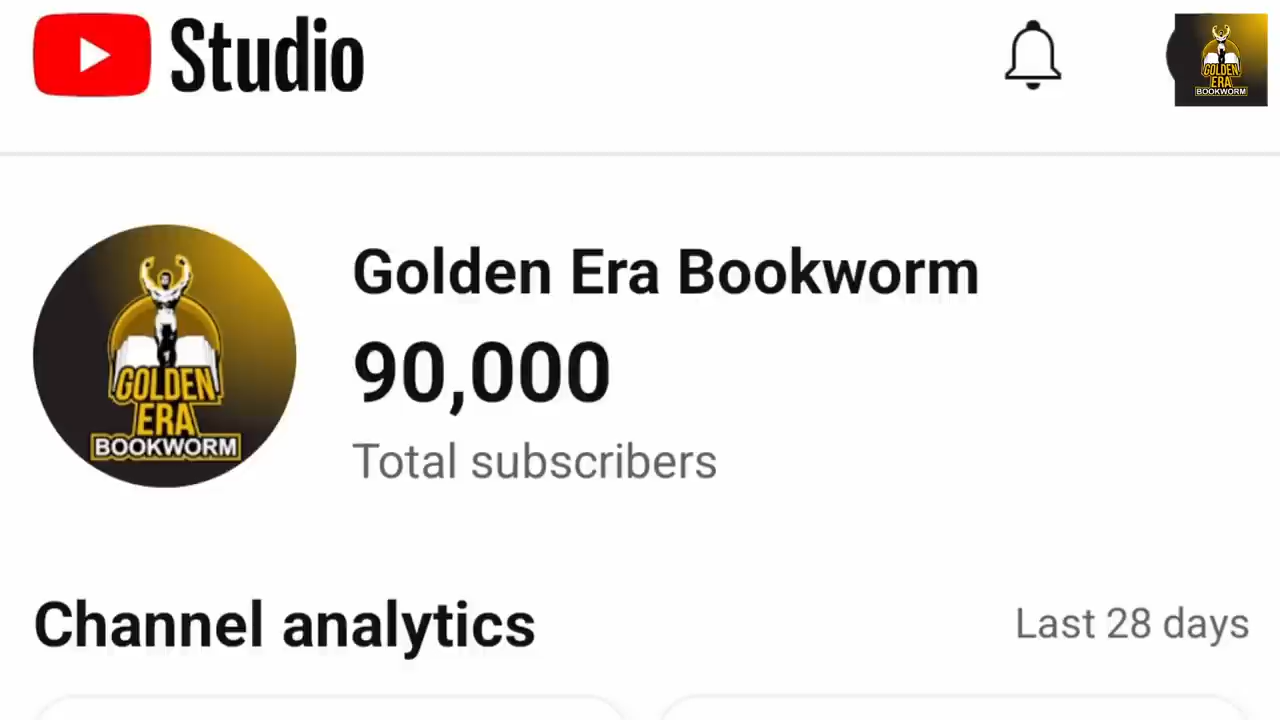 Studio
GOLDEN
ERA
BOOKWORM
GOLDEN
ERA
BOOKWORM
Golden Era Bookworm
90,000
Total subscribers
Channel analytics
Last 28 days